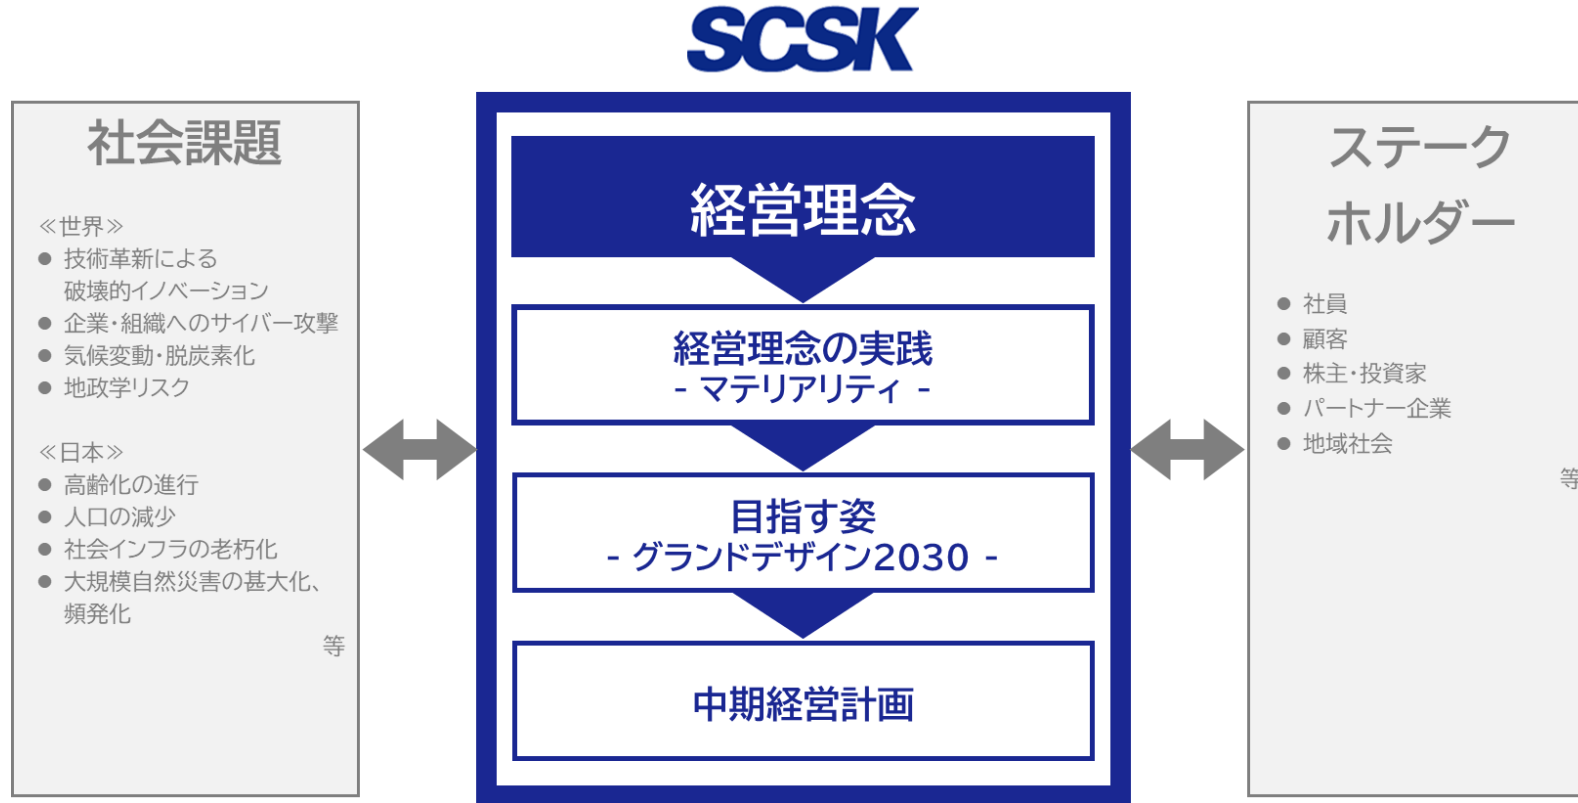 SCSK
社会課題
≪世界≫
● 技術革新による
破壊的イノベーション
● 企業・組織へのサイバー攻撃
● 気候変動・脱炭素化
● 地政学リスク
≪日本≫
● 高齢化の進行
● 人口の減少
● 社会インフラの老朽化
● 大規模自然災害の甚大化、
頻発化
等
経営理念
経営理念の実践
- マテリアリティ -
目指す姿
- グランドデザイン2030 -
中期経営計画
ステーク
ホルダー
● 社員
● 顧客
● 株主・投資家
● パートナー企業
● 地域社会
等